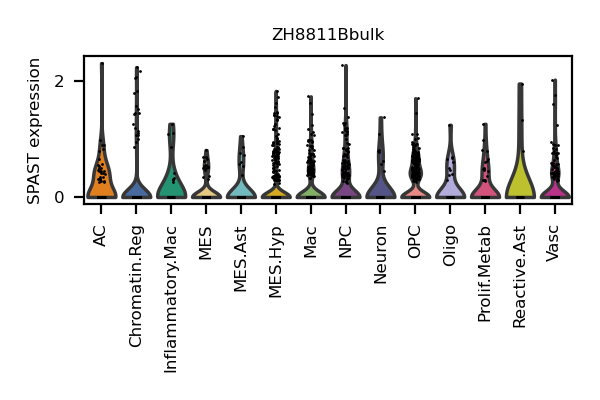 ZH8811Bbulk
SPAST expression
2
0
AC
Chromatin.Reg
Inflammatory.Mac
MES
MES.Ast
MES.Hyp
Mac
NPC
Neuron
OPC
Oligo
Prolif.Metab
Reactive.Ast
Vasc